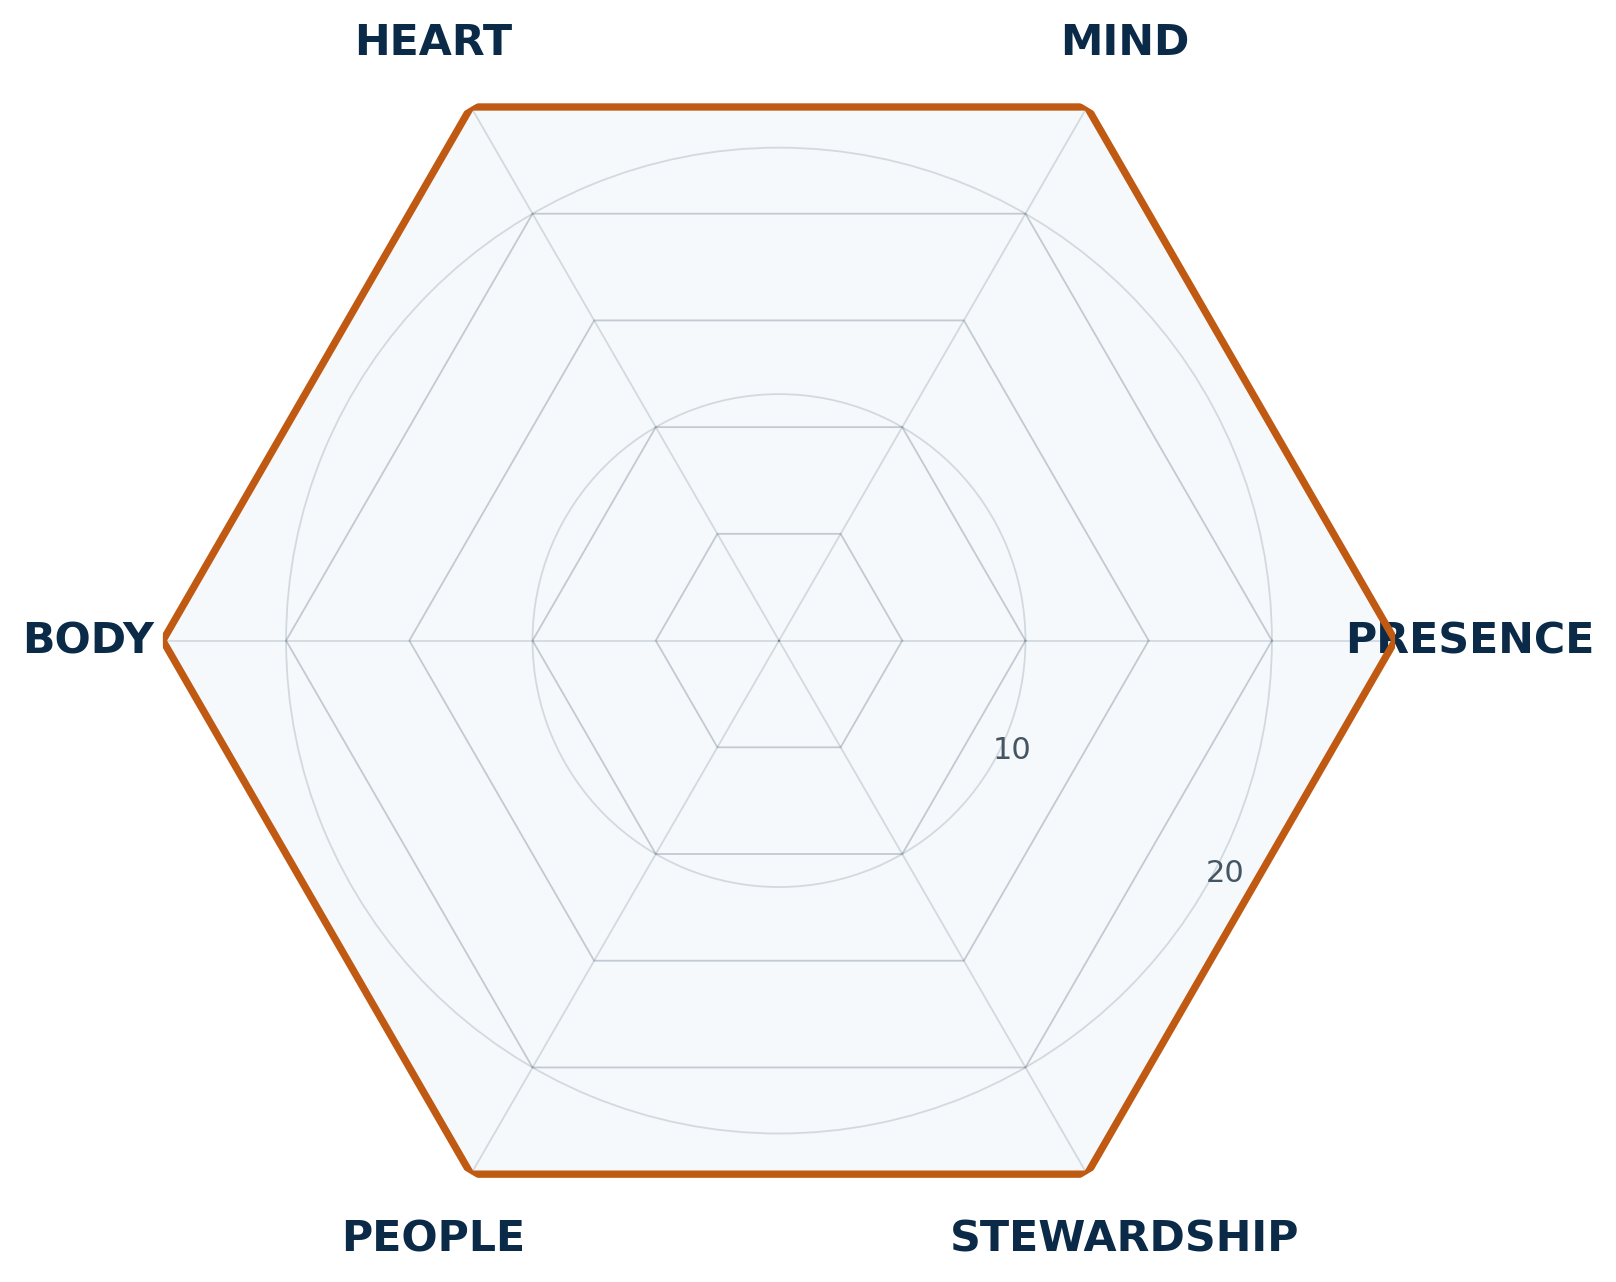 HEART
MIND
BODY
PRESENCE
10
20
PEOPLE
STEWARDSHIP